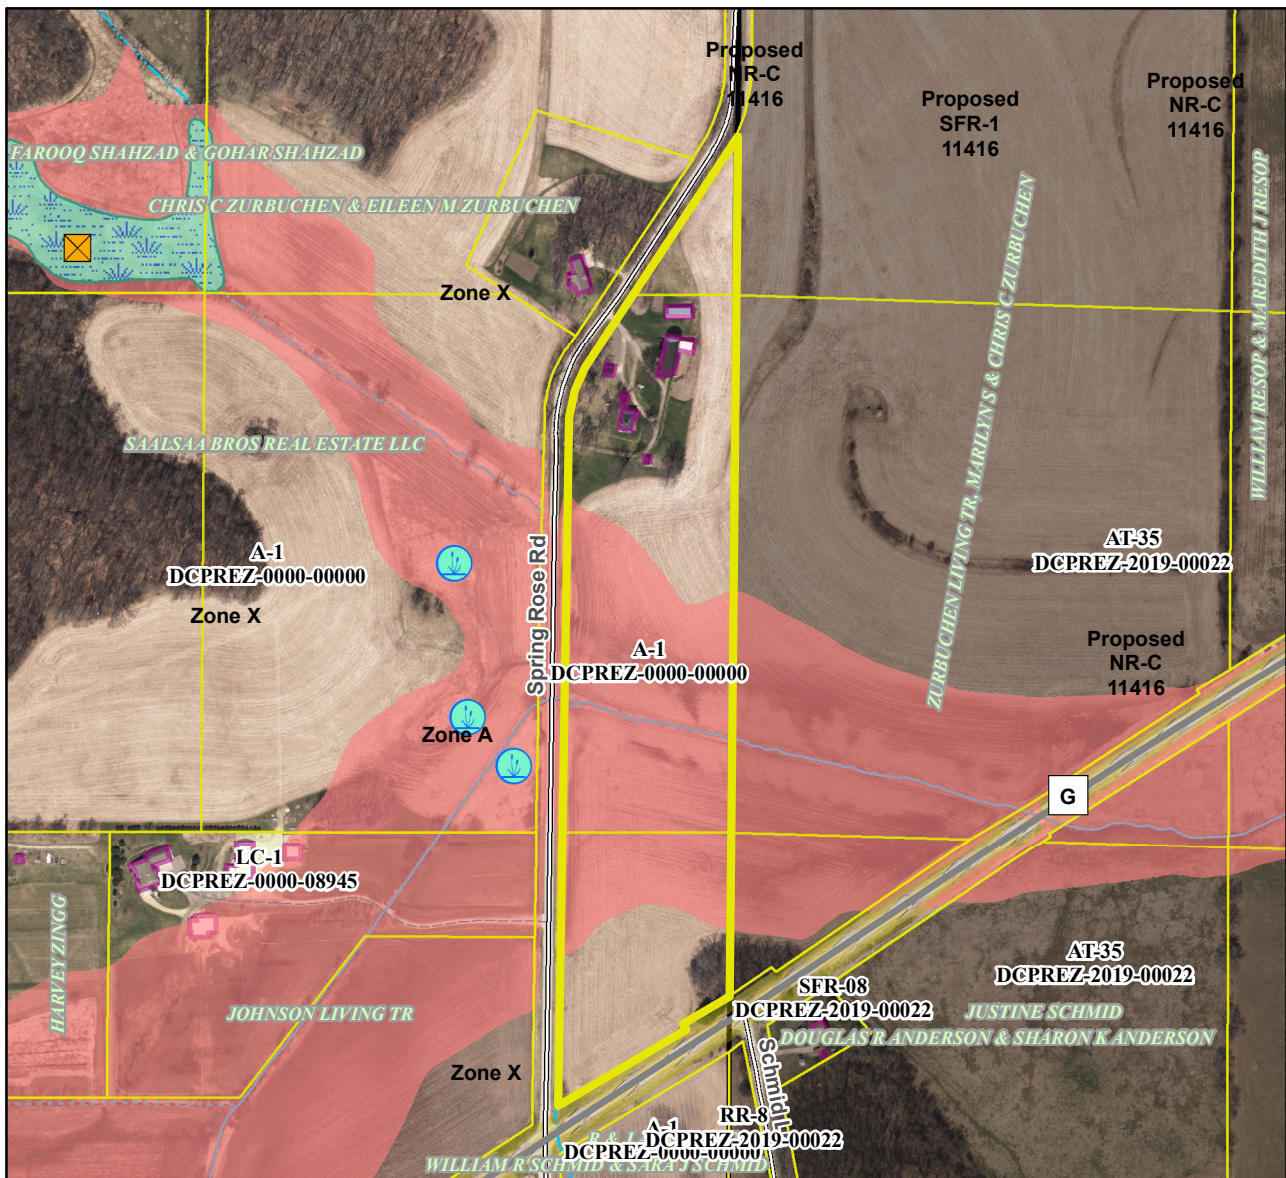 Proposed
NR-C
11416
Proposed
SFR-1
11416
Proposed
NR-C
11416
FAROOQ SHAHZAD & GOHAR SHAHZAD
CHRIS C ZURBUCHEN & EILEEN M ZURBUCHEN
Zone X
WILLIAM RESOP & MAREDITH J RESOP
ZURBUCHEN LIVING TR, MARILYN S & CHRIS C ZURBUCHEN
SAALSAA BROS REAL ESTATE LLC
A-1
DCPREZ-0000-00000
Zone X
AT-35
DCPREZ-2019-00022
Spring Rose Rd
A-1
DCPREZ-0000-00000
Proposed
NR-C
11416
Zone A
G
LC-1
DCPREZ-0000-08945
HARVEY ZINGG
JOHNSON LIVING TR
AT-35
DCPREZ-2019-00022
SFR-08
DCPREZ-2019-00022
JUSTINE SCHMID
DOUGLAS R ANDERSON & SHARON K ANDERSON
Zone X
Schmid
RR-8
DCPREZ-2019-00022
A-1
DCPREZ-0000-00000
WILLIAM R SCHMID & SARA J SCHMID